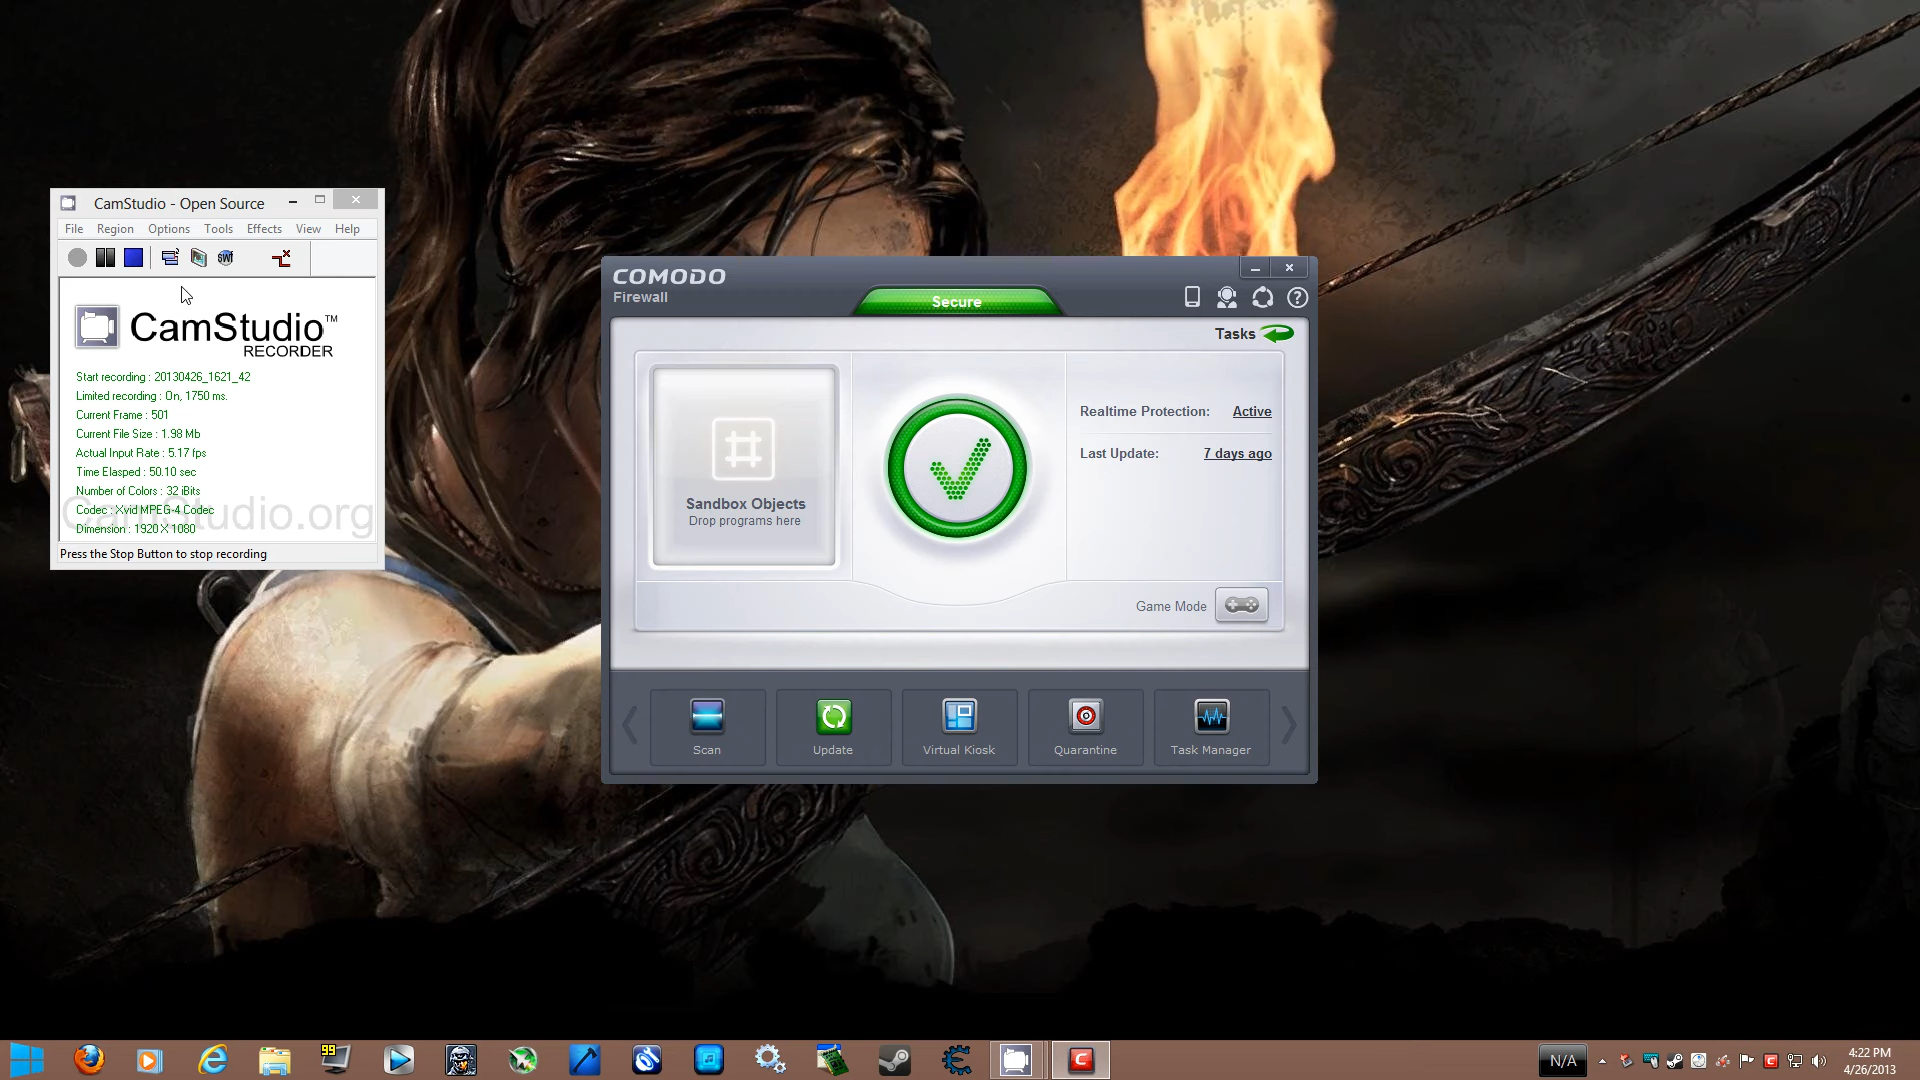 CamStudio - Open Source
File Region Options Tools Effects View Help
CamStudio™
RECORDER
Start recording : 20130426_1621_42
Limited recording : On, 1750 ms.
Current Frame : 501
Current File Size : 1.98 Mb
Actual Input Rate : 5.17 fps
Time Elasped : 50.10 sec
Number of Colors : 32 iBits
Codec : Xvid MPEG-4 Codec
CamStudio.org
Dimension : 1920 X 1080
Press the Stop Button to stop recording
COMODO
Firewall
Secure
Tasks
Sandbox Objects
Drop programs here
Realtime Protection: Active
Last Update: 7 days ago
Game Mode
Scan
Update
Virtual Kiosk
Quarantine
Task Manager
99
N/A
4:22 PM
4/26/2013